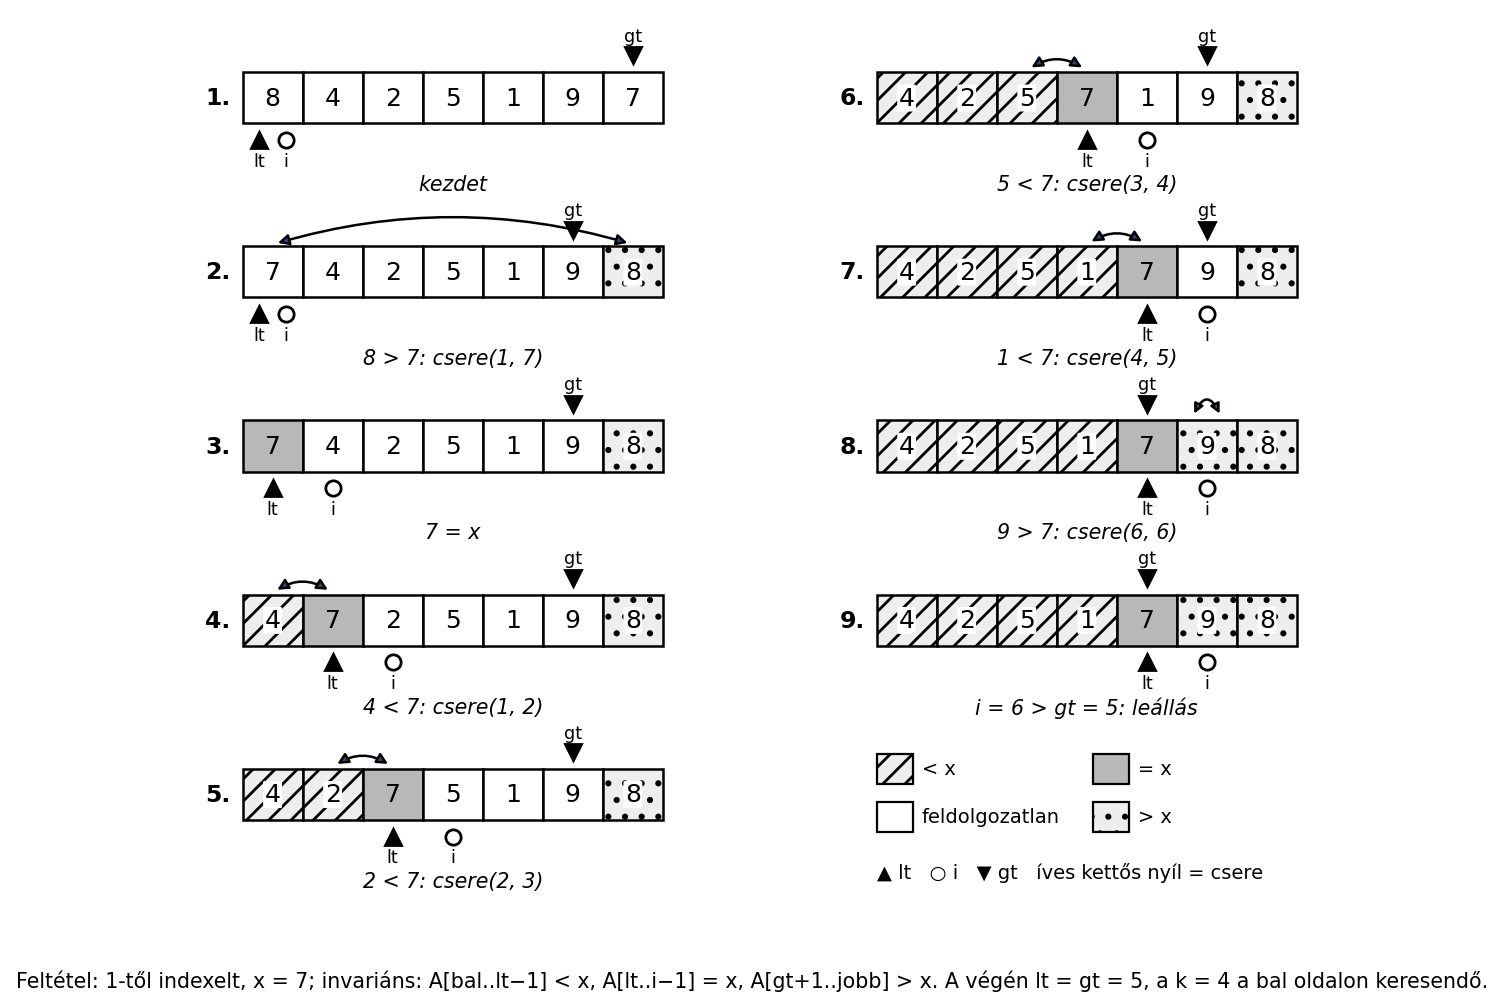 gt
1. 8 4 2 5 1 9 7
lt i
kezdet
gt
2. 7 4 2 5 1 9 8
lt i
8 > 7: csere(1, 7)
gt
3. 7 4 2 5 1 9 8
lt i
7 = x
gt
4. 4 7 2 5 1 9 8
lt i
4 < 7: csere(1, 2)
gt
5. 4 2 7 5 1 9 8
lt i
2 < 7: csere(2, 3)
gt
6. 4 2 5 7 1 9 8
lt i
5 < 7: csere(3, 4)
gt
7. 4 2 5 1 7 9 8
lt i
1 < 7: csere(4, 5)
gt
8. 4 2 5 1 7 9 8
lt i
9 > 7: csere(6, 6)
gt
9. 4 2 5 1 7 9 8
lt i
i = 6 > gt = 5: leállás
< x = x
feldolgozatlan > x
▲ lt ○ i ▼ gt íves kettős nyíl = csere
Feltétel: 1-től indexelt, x = 7; invariáns: A[bal..lt−1] < x, A[lt..i−1] = x, A[gt+1..jobb] > x. A végén lt = gt = 5, a k = 4 a bal oldalon keresendő.